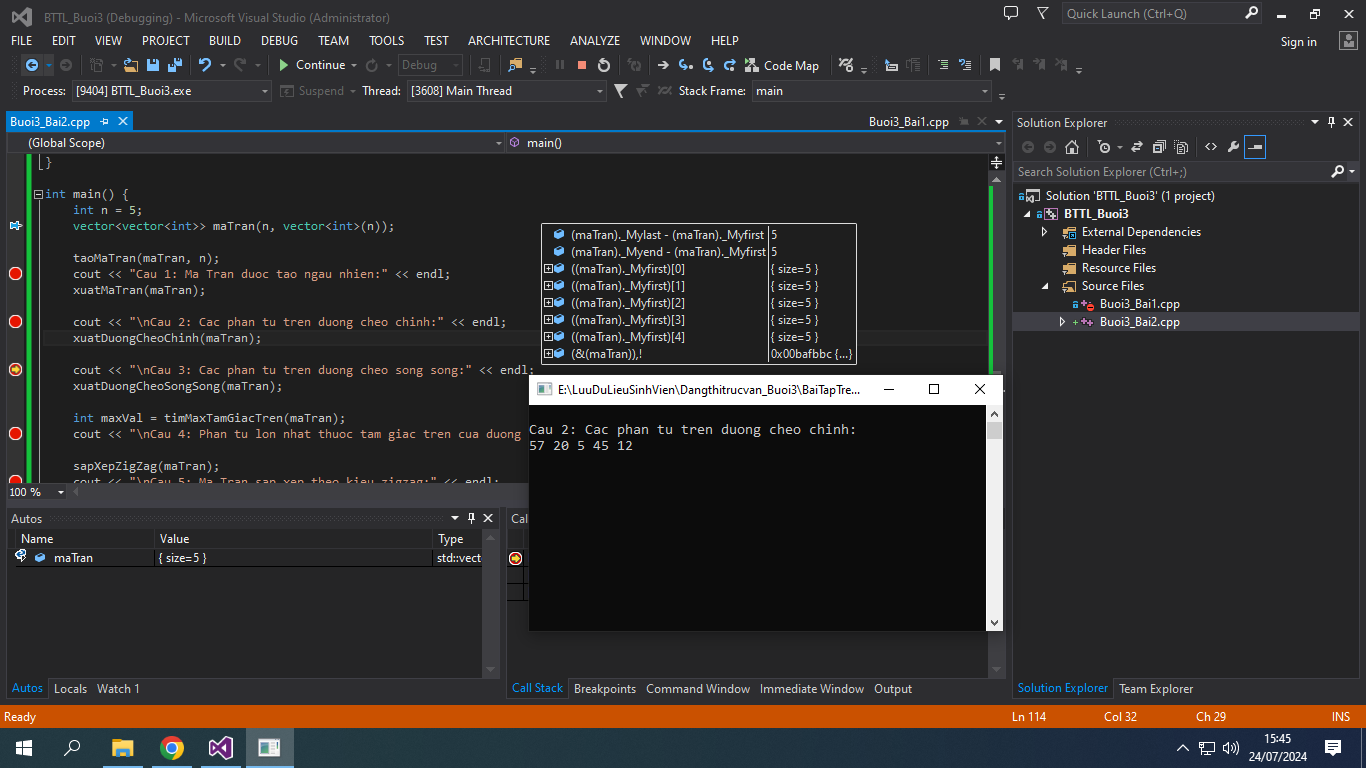 BTTL_Buoi3 (Debugging) - Microsoft Visual Studio (Administrator)
Quick Launch (Ctrl+Q)
FILE EDIT VIEW PROJECT BUILD DEBUG TEAM TOOLS TEST ARCHITECTURE ANALYZE WINDOW HELP
Sign in
Continue Debug Code Map
Process: [9404] BTTL_Buoi3.exe Suspend Thread: [3608] Main Thread Stack Frame: main
Buoi3_Bai2.cpp Buoi3_Bai1.cpp
(Global Scope) main()
}
int main() {
int n = 5;
vector<vector<int>> maTran(n, vector<int>(n));
taoMaTran(maTran, n);
cout << "Cau 1: Ma Tran duoc tao ngau nhien:" << endl;
xuatMaTran(maTran);
cout << "\nCau 2: Cac phan tu tren duong cheo chinh:" << endl;
xuatDuongCheoChinh(maTran);
cout << "\nCau 3: Cac phan tu tren duong cheo song song:" << endl;
xuatDuongCheoSongSong(maTran);
int maxVal = timMaxTamGiacTren(maTran);
cout << "\nCau 4: Phan tu lon nhat thuoc tam giac tren cua duong
sapXepZigZag(maTran);
cout << "\nCau 5: Ma Tran sap xep theo kieu zigzag:" << endl;
100 %
(maTran)._Mylast - (maTran)._Myfirst 5
(maTran)._Myend - (maTran)._Myfirst 5
((maTran)._Myfirst)[0] { size=5 }
((maTran)._Myfirst)[1] { size=5 }
((maTran)._Myfirst)[2] { size=5 }
((maTran)._Myfirst)[3] { size=5 }
((maTran)._Myfirst)[4] { size=5 }
(&(maTran)),! 0x00bafbbc {...}
E:\LuuDuLieuSinhVien\Dangthitrucvan_Buoi3\BaiTapTre...
Cau 2: Cac phan tu tren duong cheo chinh:
57 20 5 45 12
Autos
Name Value Type
maTran { size=5 } std::vect
Autos Locals Watch 1
Cal
Call Stack Breakpoints Command Window Immediate Window Output
Solution Explorer
Search Solution Explorer (Ctrl+;)
Solution 'BTTL_Buoi3' (1 project)
BTTL_Buoi3
External Dependencies
Header Files
Resource Files
Source Files
Buoi3_Bai1.cpp
Buoi3_Bai2.cpp
Solution Explorer Team Explorer
Ready Ln 114 Col 32 Ch 29 INS
15:45
24/07/2024